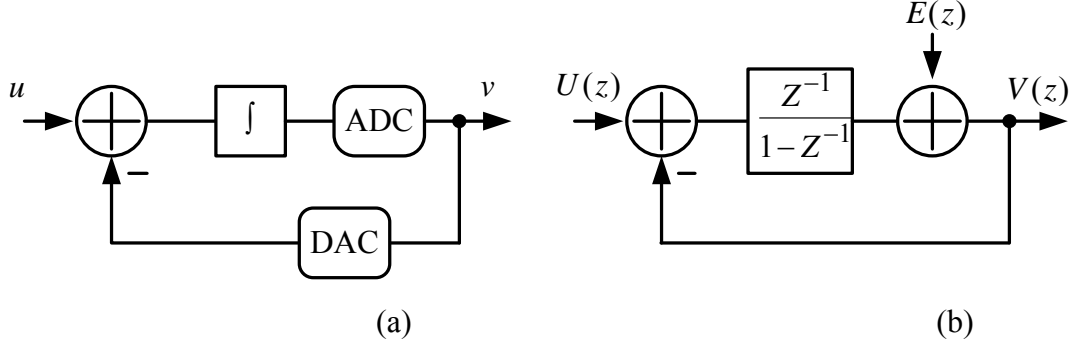 u
∫
ADC
v
DAC
(a)
E(z)
U(z)
Z⁻¹
1−Z⁻¹
V(z)
(b)